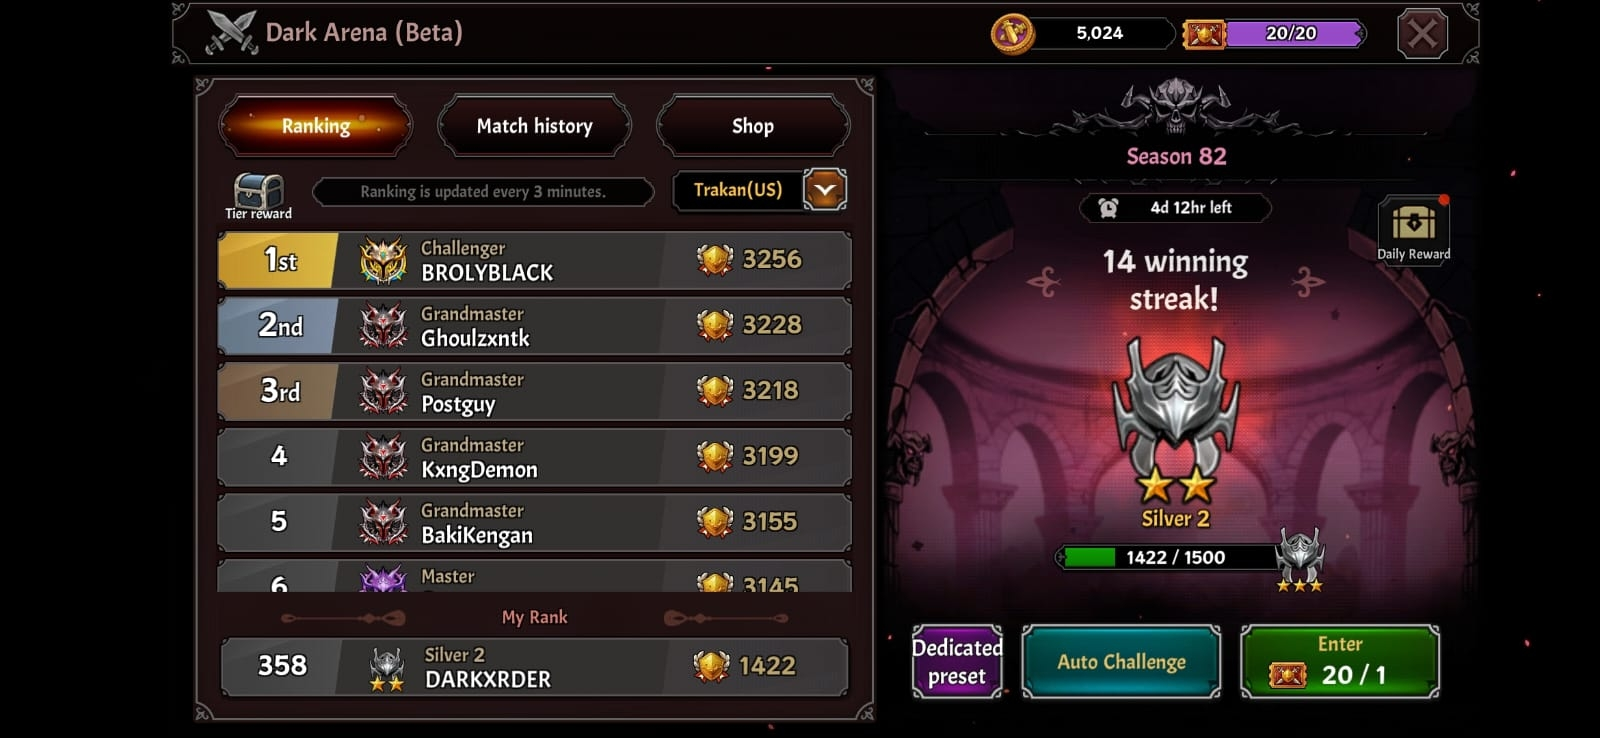 Dark Arena (Beta)
5,024
20/20
Ranking
Match history
Shop
Tier reward
Ranking is updated every 3 minutes.
Trakan(US)
1st
Challenger
BROLYBLACK
3256
2nd
Grandmaster
Ghoulzxntk
3228
3rd
Grandmaster
Postguy
3218
4
Grandmaster
KxngDemon
3199
5
Grandmaster
BakiKengan
3155
6
Master
3145
My Rank
358
Silver 2
DARKXRDER
1422
Season 82
4d 12hr left
Daily Reward
14 winning
streak!
Silver 2
1422 / 1500
Dedicated
preset
Auto Challenge
Enter
20 / 1